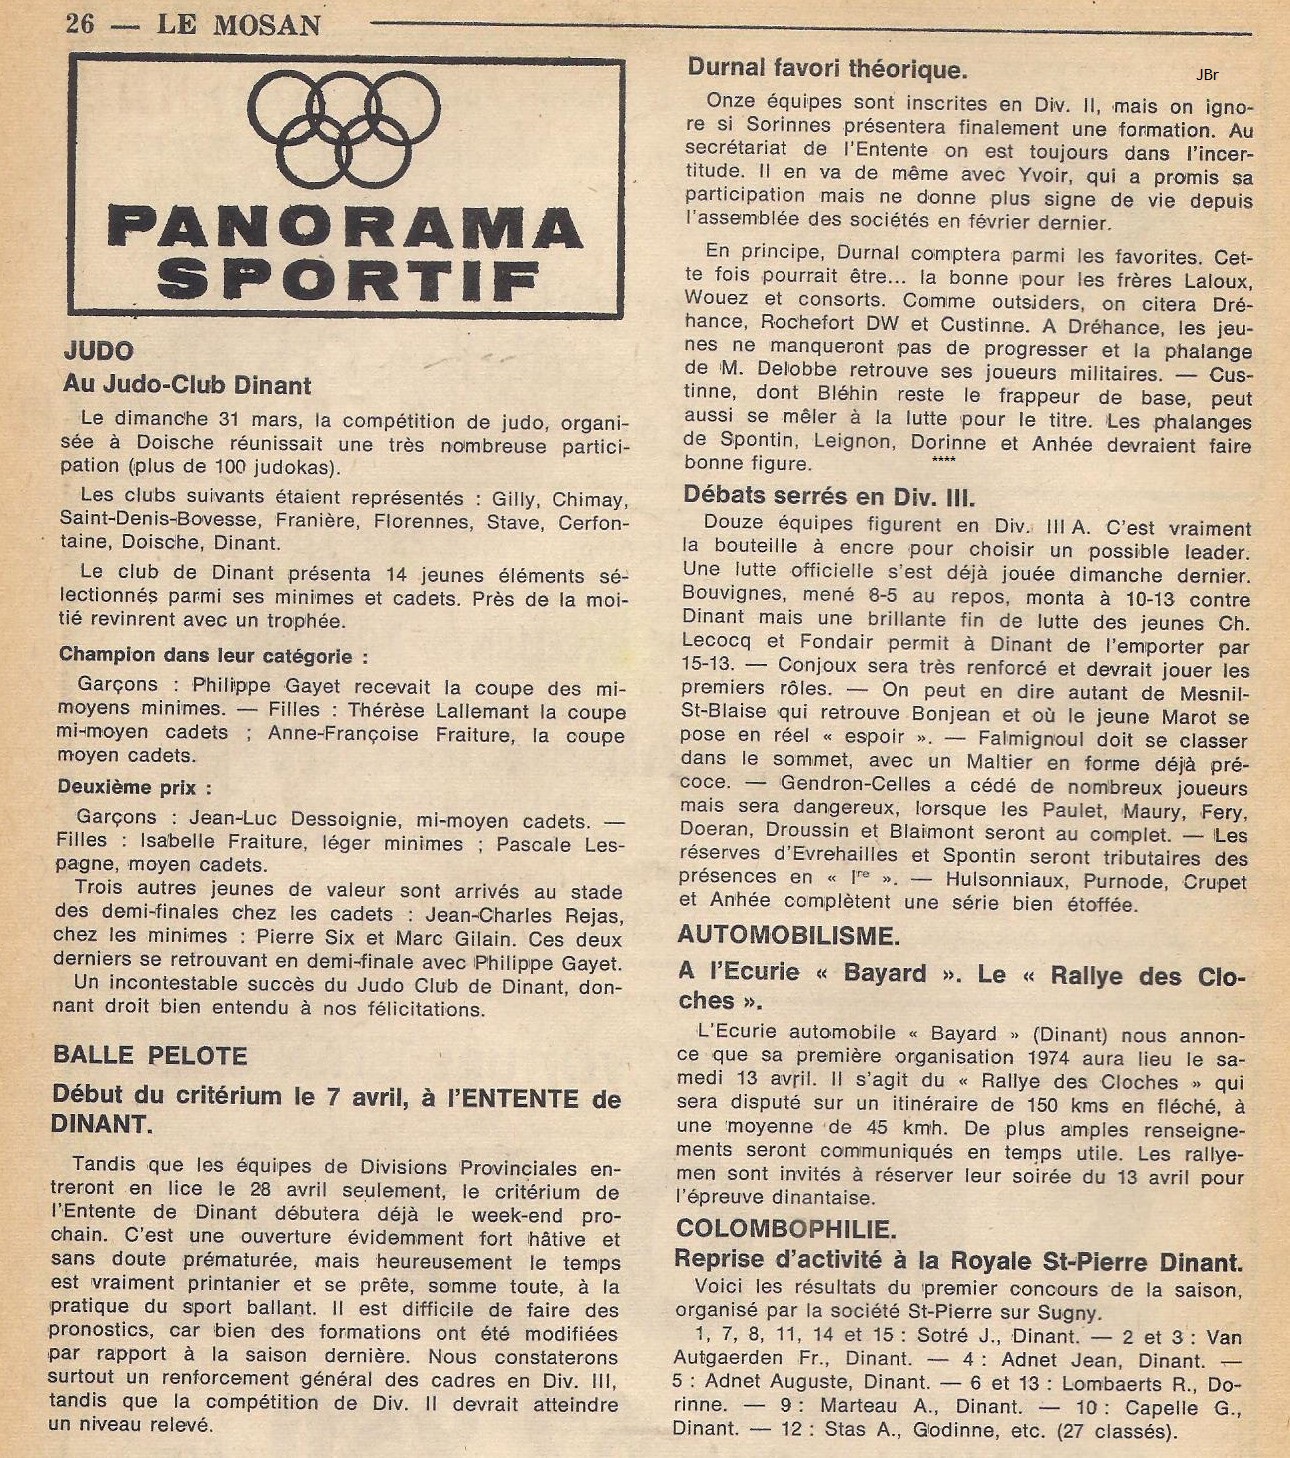 26 — LE MOSAN
PANORAMA
SPORTIF
JUDO
Au Judo-Club Dinant
Le dimanche 31 mars, la compétition de judo, organi-
sée à Doische réunissait une très nombreuse partici-
pation (plus de 100 judokas).
Les clubs suivants étaient représentés : Gilly, Chimay,
Saint-Denis-Bovesse, Franière, Florennes, Stave, Cerfon-
taine, Doische, Dinant.
Le club de Dinant présenta 14 jeunes éléments sé-
lectionnés parmi ses minimes et cadets. Près de la moi-
tié revinrent avec un trophée.
Champion dans leur catégorie :
Garçons : Philippe Gayet recevait la coupe des mi-
moyens minimes. — Filles : Thérèse Lallemant la coupe
mi-moyen cadets ; Anne-Françoise Fraiture, la coupe
moyen cadets.
Deuxième prix :
Garçons : Jean-Luc Dessoignie, mi-moyen cadets. —
Filles : Isabelle Fraiture, léger minimes ; Pascale Les-
pagne, moyen cadets.
Trois autres jeunes de valeur sont arrivés au stade
des demi-finales chez les cadets : Jean-Charles Rejas,
chez les minimes : Pierre Six et Marc Gilain. Ces deux
derniers se retrouvant en demi-finale avec Philippe Gayet.
Un incontestable succès du Judo Club de Dinant, don-
nant droit bien entendu à nos félicitations.
BALLE PELOTE
Début du critérium le 7 avril, à l'ENTENTE de
DINANT.
Tandis que les équipes de Divisions Provinciales en-
treront en lice le 28 avril seulement, le critérium de
l'Entente de Dinant débutera déjà le week-end pro-
chain. C'est une ouverture évidemment fort hâtive et
sans doute prématurée, mais heureusement le temps
est vraiment printanier et se prête, somme toute, à la
pratique du sport ballant. Il est difficile de faire des
pronostics, car bien des formations ont été modifiées
par rapport à la saison dernière. Nous constaterons
surtout un renforcement général des cadres en Div. III,
tandis que la compétition de Div. II devrait atteindre
un niveau relevé.
Durnal favori théorique.
JBr
Onze équipes sont inscrites en Div. II, mais on igno-
re si Sorinnes présentera finalement une formation. Au
secrétariat de l'Entente on est toujours dans l'incer-
titude. Il en va de même avec Yvoir, qui a promis sa
participation mais ne donne plus signe de vie depuis
l'assemblée des sociétés en février dernier.
En principe, Durnal comptera parmi les favorites. Cet-
te fois pourrait être... la bonne pour les frères Laloux,
Wouez et consorts. Comme outsiders, on citera Dré-
hance, Rochefort DW et Custinne. A Dréhance, les jeu-
nes ne manqueront pas de progresser et la phalange
de M. Delobbe retrouve ses joueurs militaires. — Cus-
tinne, dont Bléhin reste le frappeur de base, peut
aussi se mêler à la lutte pour le titre. Les phalanges
de Spontin, Leignon, Dorinne et Anhée devraient faire
bonne figure. ****
Débats serrés en Div. III.
Douze équipes figurent en Div. III A. C'est vraiment
la bouteille à encre pour choisir un possible leader.
Une lutte officielle s'est déjà jouée dimanche dernier.
Bouvignes, mené 8-5 au repos, monta à 10-13 contre
Dinant mais une brillante fin de lutte des jeunes Ch.
Lecocq et Fondair permit à Dinant de l'emporter par
15-13. — Conjoux sera très renforcé et devrait jouer les
premiers rôles. — On peut en dire autant de Mesnil-
St-Blaise qui retrouve Bonjean et où le jeune Marot se
pose en réel « espoir ». — Falmignoul doit se classer
dans le sommet, avec un Maltier en forme déjà pré-
coce. — Gendron-Celles a cédé de nombreux joueurs
mais sera dangereux, lorsque les Paulet, Maury, Fery,
Doeran, Droussin et Blaimont seront au complet. — Les
réserves d'Evrehailles et Spontin seront tributaires des
présences en « Ire ». — Hulsonniaux, Purnode, Crupet
et Anhée complètent une série bien étoffée.
AUTOMOBILISME.
A l'Ecurie « Bayard ». Le « Rallye des Clo-
ches ».
L'Ecurie automobile « Bayard » (Dinant) nous annon-
ce que sa première organisation 1974 aura lieu le sa-
medi 13 avril. Il s'agit du « Rallye des Cloches » qui
sera disputé sur un itinéraire de 150 kms en fléché, à
une moyenne de 45 kmh. De plus amples renseigne-
ments seront communiqués en temps utile. Les rallye-
men sont invités à réserver leur soirée du 13 avril pour
l'épreuve dinantaise.
COLOMBOPHILIE.
Reprise d'activité à la Royale St-Pierre Dinant.
Voici les résultats du premier concours de la saison,
organisé par la société St-Pierre sur Sugny.
1, 7, 8, 11, 14 et 15 : Sotré J., Dinant. — 2 et 3 : Van
Autgaerden Fr., Dinant. — 4 : Adnet Jean, Dinant. —
5 : Adnet Auguste, Dinant. — 6 et 13 : Lombaerts R., Do-
rinne. — 9 : Marteau A., Dinant. — 10 : Capelle G.,
Dinant. — 12 : Stas A., Godinne, etc. (27 classés).